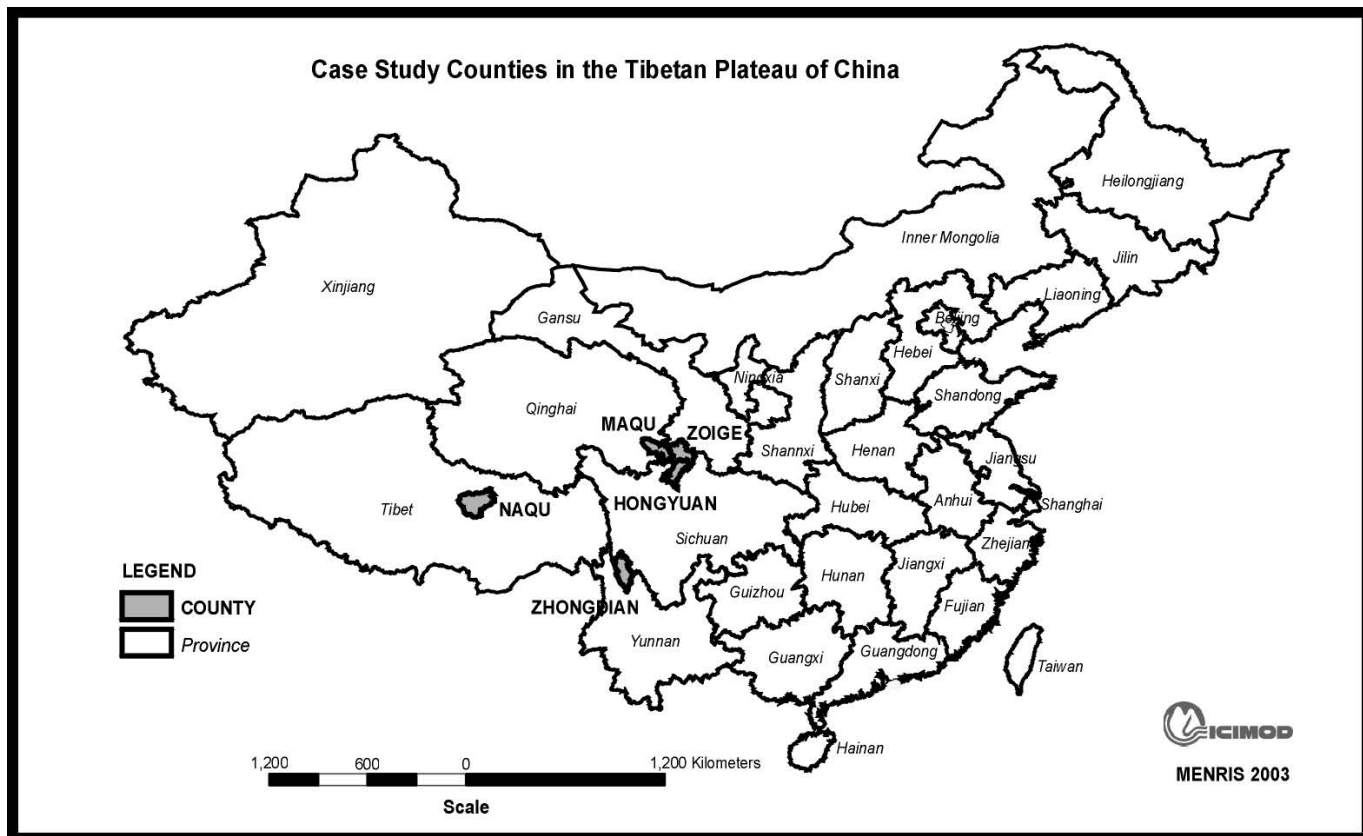 Case Study Counties in the Tibetan Plateau of China
Heilongjiang
Inner Mongolia
Jilin
Xinjiang
Liaoning
Gansu
Beijing
Hebei
Ningxia
Shanxi
Shandong
Qinghai
MAQU
ZOIGE
Shannxi
Henan
Jiangsu
Tibet
NAQU
HONGYUAN
Hubei
Anhui
Shanghai
Sichuan
Zhejian
LEGEND
COUNTY
Province
ZHONGDIAN
Guizhou
Hunan
Jiangxi
Fujian
Yunnan
Guangxi
Guangdong
Taiwan
Hainan
ICIMOD
MENRIS 2003
1,200 600 0 1,200 Kilometers
Scale